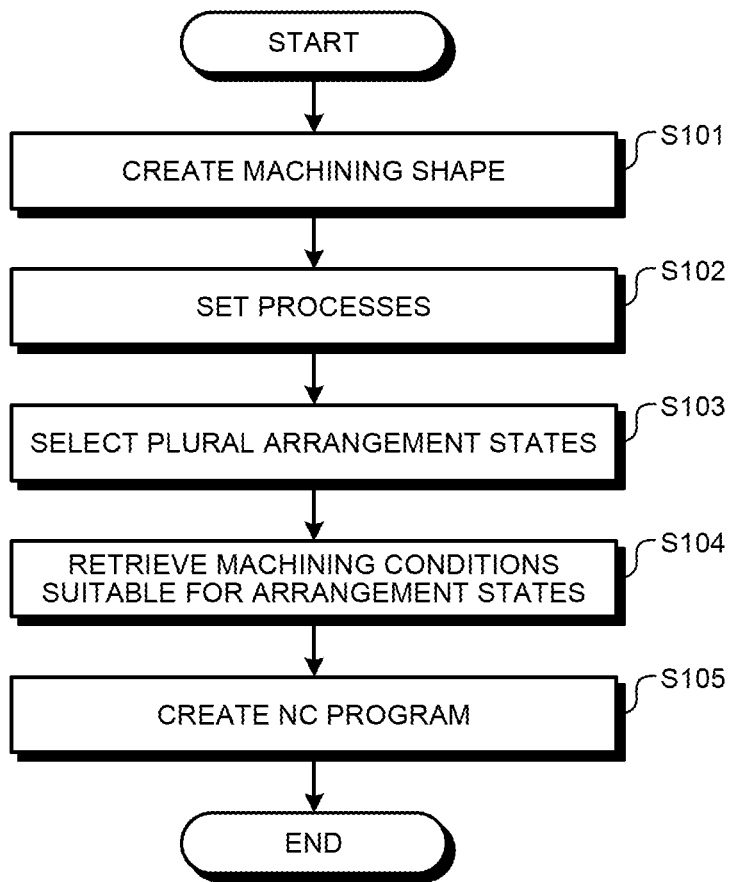 START
S101
CREATE MACHINING SHAPE
S102
SET PROCESSES
S103
SELECT PLURAL ARRANGEMENT STATES
S104
RETRIEVE MACHINING CONDITIONS
SUITABLE FOR ARRANGEMENT STATES
S105
CREATE NC PROGRAM
END